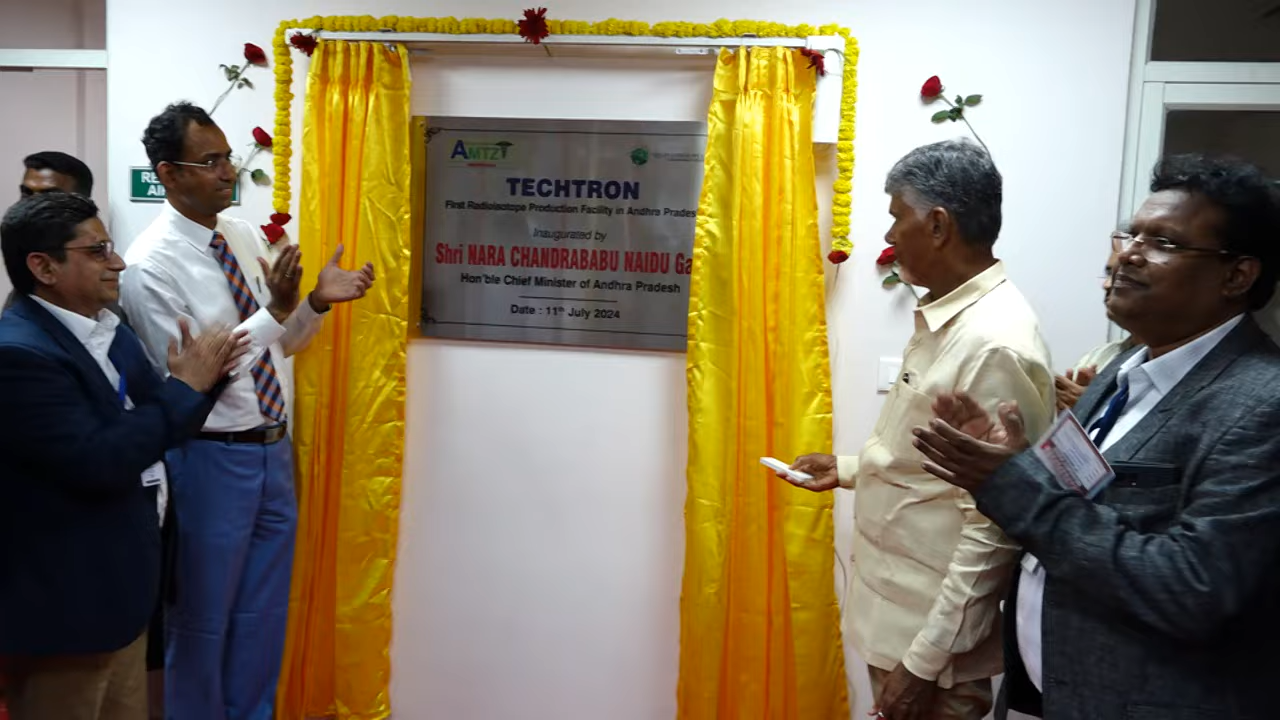 AMTZ
TECHTRON
First Radioisotope Production Facility in Andhra Prades
Inaugurated by
Shri NARA CHANDRABABU NAIDU Ga
Hon'ble Chief Minister of Andhra Pradesh
Date : 11th July 2024